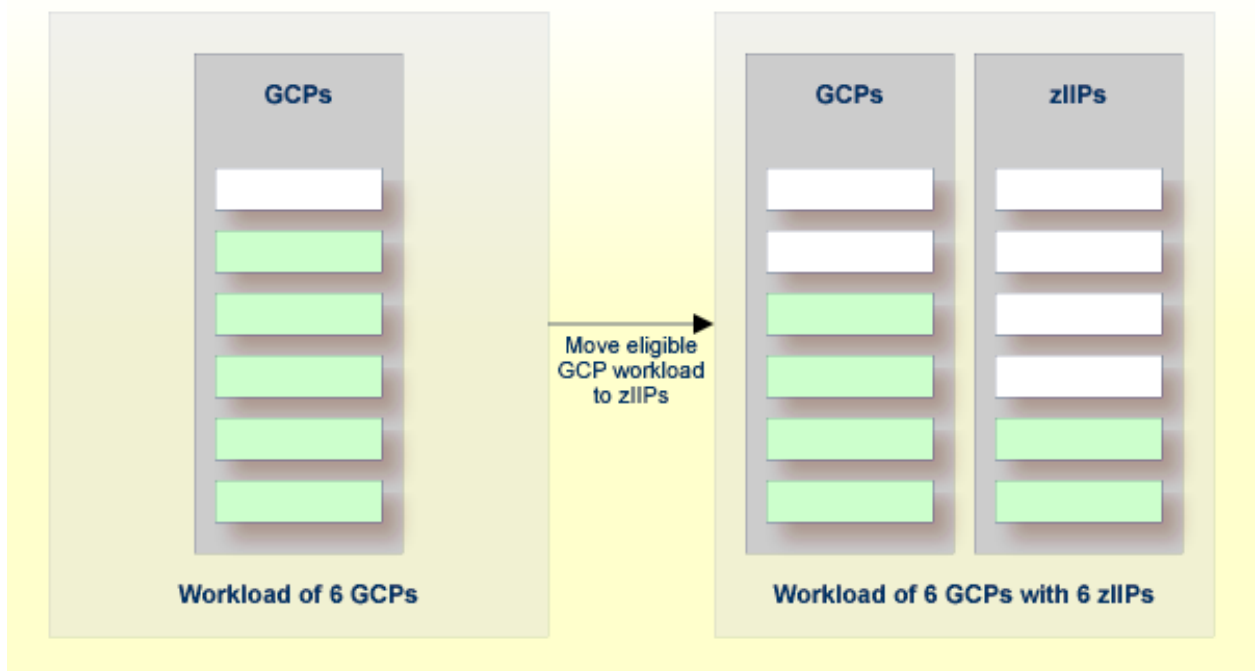 GCPs
GCPs
zIIPs
Move eligible
GCP workload
to zIIPs
Workload of 6 GCPs
Workload of 6 GCPs with 6 zIIPs